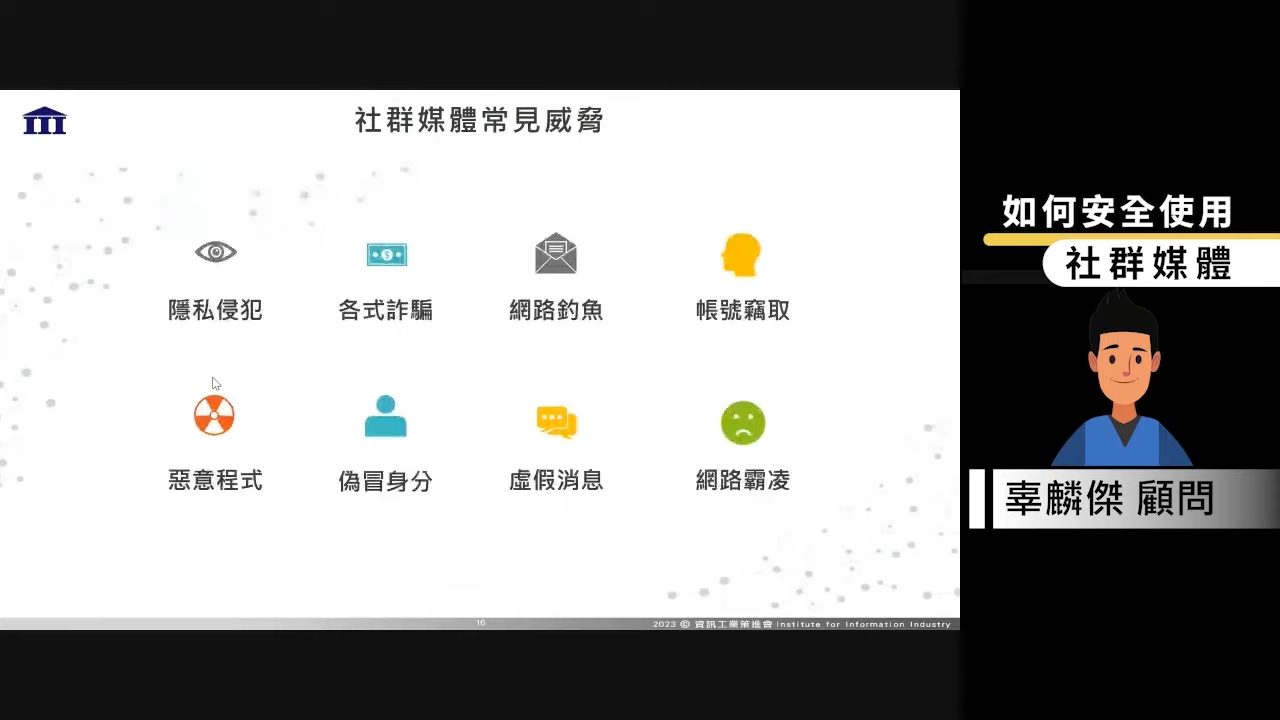 社群媒體常見威脅
隱私侵犯
各式詐騙
網路釣魚
帳號竊取
惡意程式
偽冒身分
虛假消息
網路霸凌
16
2023 © 資訊工業策進會 Institute for Information Industry
如何安全使用
社群媒體
辜麟傑 顧問